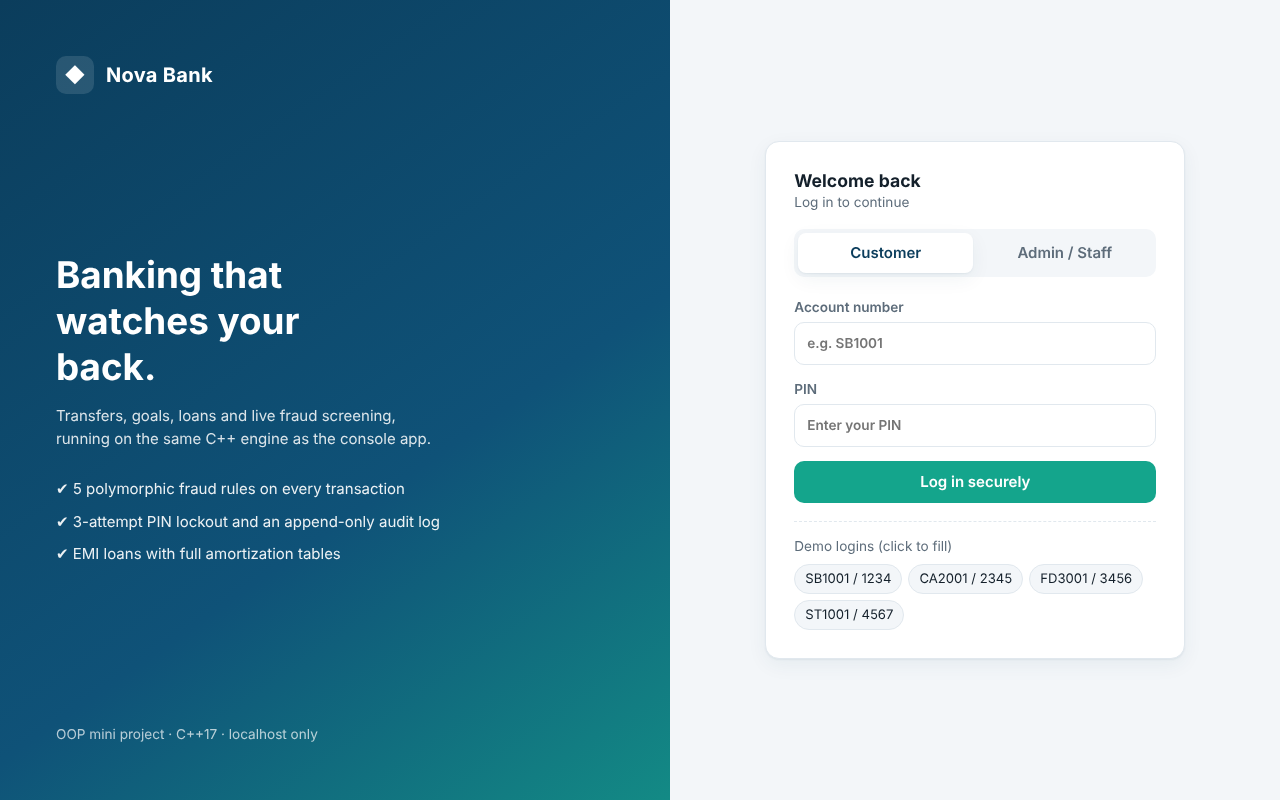 Nova Bank
Banking that
watches your
back.
Transfers, goals, loans and live fraud screening,
running on the same C++ engine as the console app.
✔ 5 polymorphic fraud rules on every transaction
✔ 3-attempt PIN lockout and an append-only audit log
✔ EMI loans with full amortization tables
OOP mini project · C++17 · localhost only
Welcome back
Log in to continue
Customer
Admin / Staff
Account number
e.g. SB1001
PIN
Enter your PIN
Log in securely
Demo logins (click to fill)
SB1001 / 1234
CA2001 / 2345
FD3001 / 3456
ST1001 / 4567